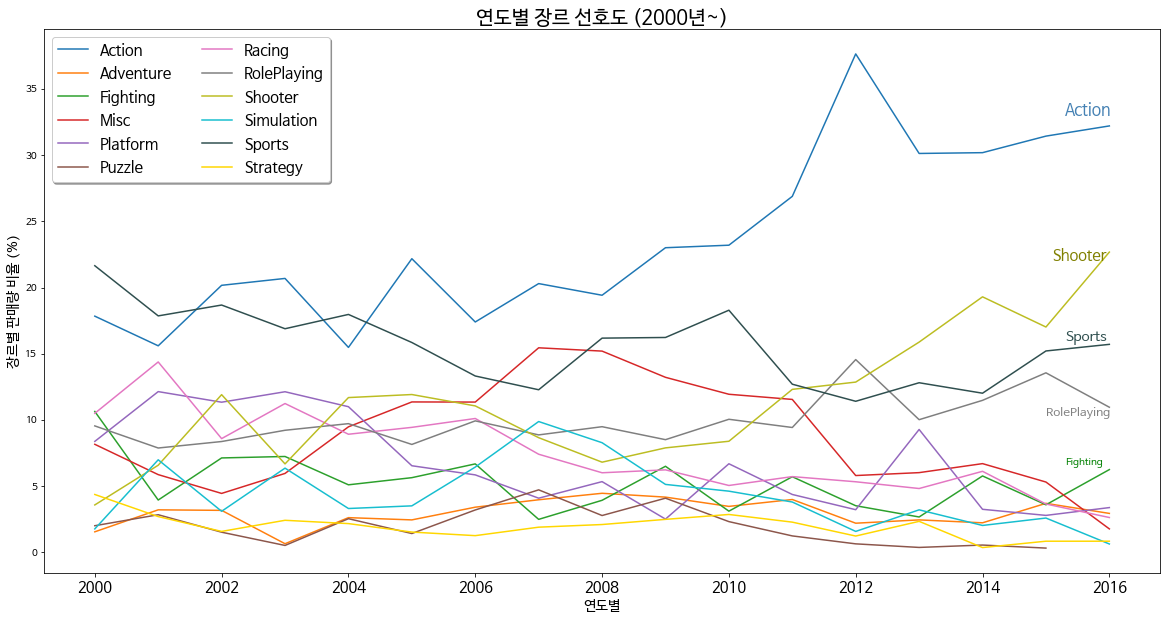 연도별 장르 선호도 (2000년~)
Action
Adventure
Fighting
Misc
Platform
Puzzle
Racing
RolePlaying
Shooter
Simulation
Sports
Strategy
장르별 판매량 비율 (%)
35
30
25
20
15
10
5
0
Action
Shooter
Sports
RolePlaying
Fighting
2000
2002
2004
2006
2008
2010
2012
2014
2016
연도별